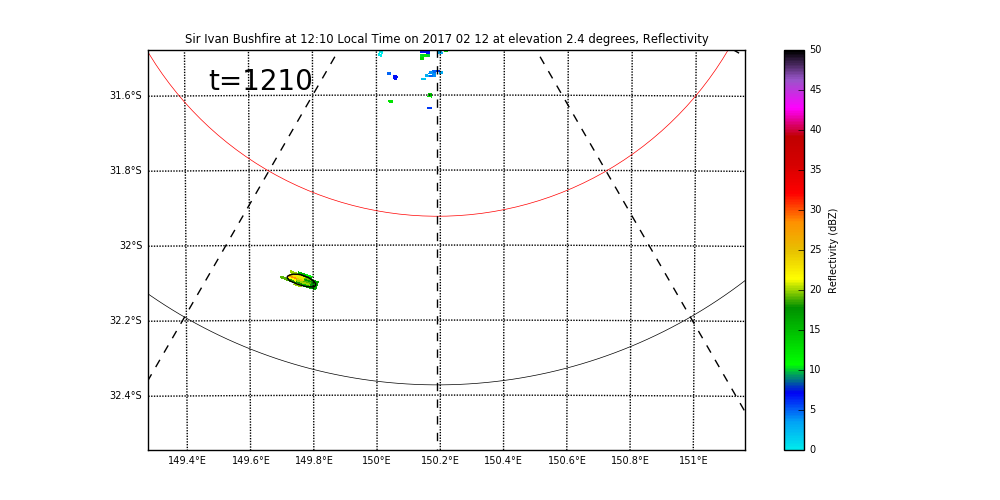 Sir Ivan Bushfire at 12:10 Local Time on 2017 02 12 at elevation 2.4 degrees, Reflectivity
t=1210
31.6°S
31.8°S
32°S
32.2°S
32.4°S
149.4°E 149.6°E 149.8°E 150°E 150.2°E 150.4°E 150.6°E 150.8°E 151°E
50
45
40
35
30
25
20
15
10
5
0
Reflectivity (dBZ)